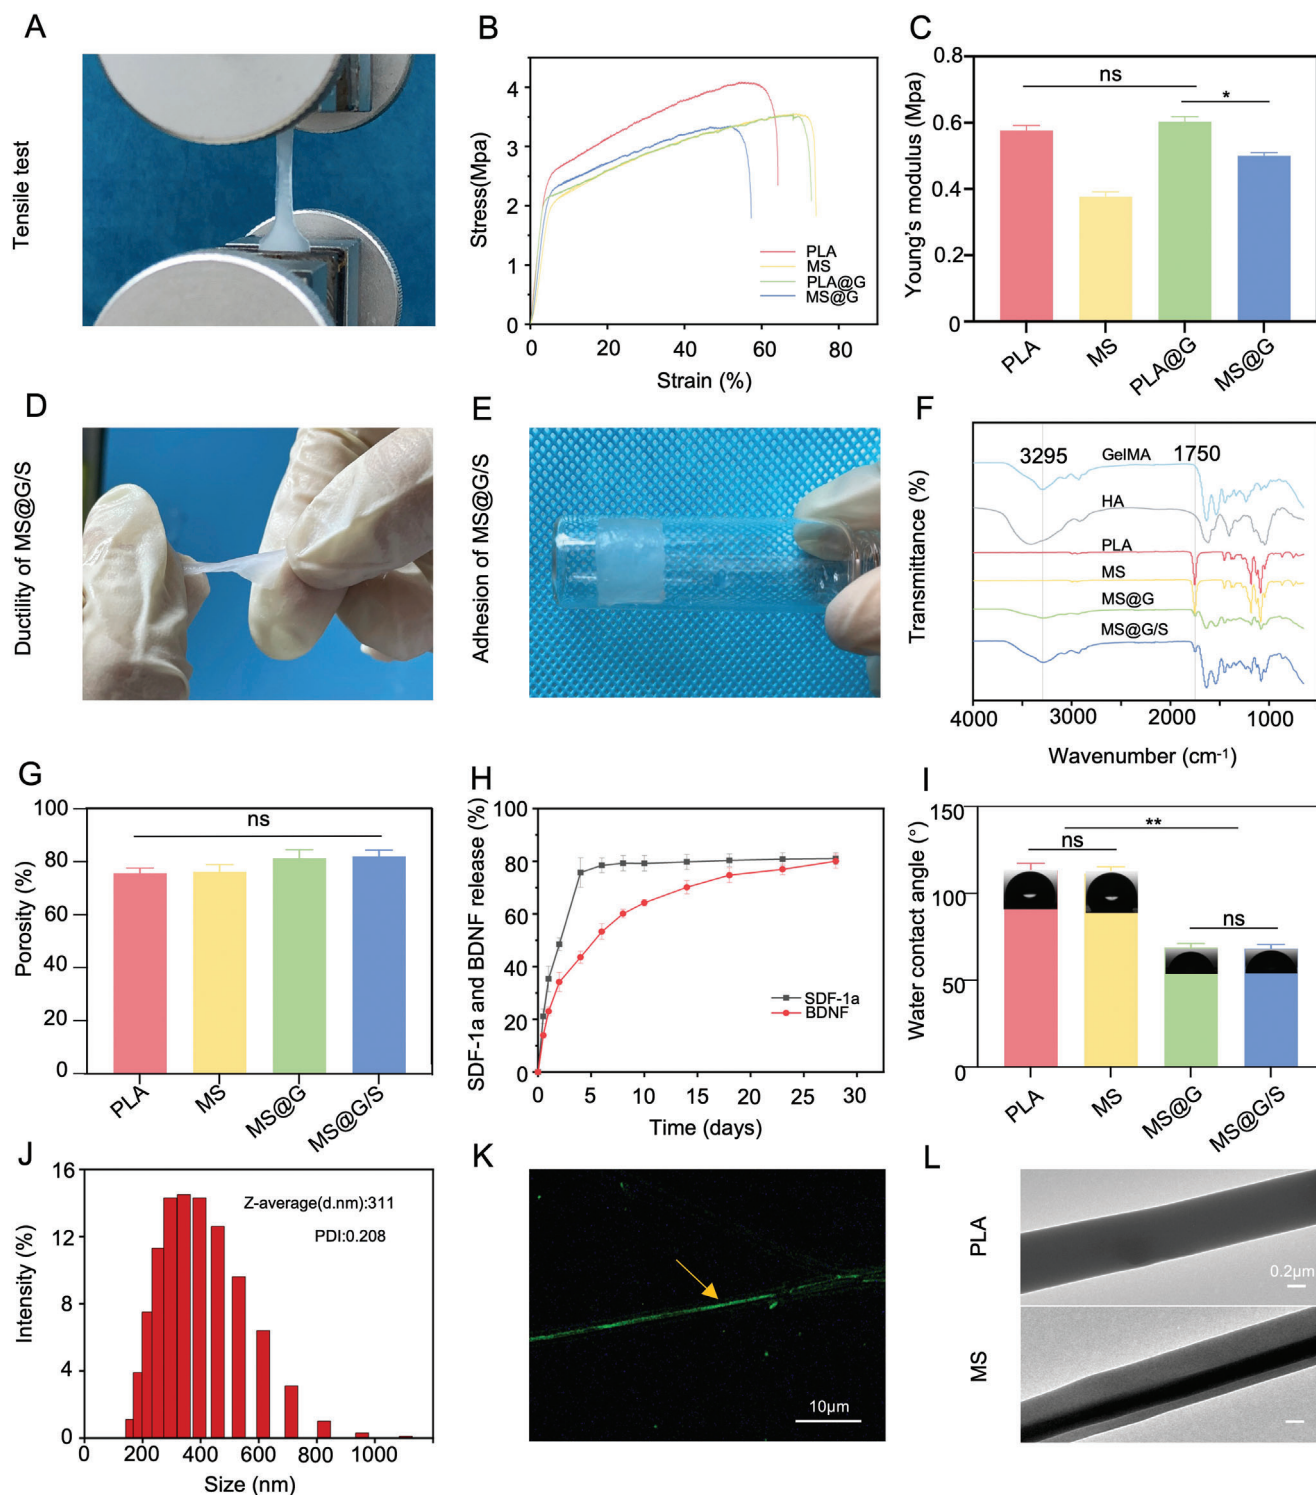 A
Tensile test
B
Stress(Mpa)
4
3
2
1
0
0
20
40
60
80
Strain (%)
PLA
MS
PLA@G
MS@G
C
Young's modulus (Mpa)
0.8
0.6
0.4
0.2
0
ns
*
PLA
MS
PLA@G
MS@G
D
Ductility of MS@G/S
E
Adhesion of MS@G/S
F
Transmittance (%)
3295
1750
GelMA
HA
PLA
MS
MS@G
MS@G/S
4000
3000
2000
1000
Wavenumber (cm-1)
G
Porosity (%)
100
80
60
40
20
0
ns
PLA
MS
MS@G
MS@G/S
H
SDF-1a and BDNF release (%)
100
80
60
40
20
0
SDF-1a
BDNF
0
5
10
15
20
25
30
Time (days)
I
Water contact angle (°)
150
100
50
0
**
ns
ns
PLA
MS
MS@G
MS@G/S
J
Intensity (%)
16
12
8
4
0
Z-average(d.nm):311
PDI:0.208
0
200
400
600
800
1000
Size (nm)
K
10μm
L
PLA
0.2μm
MS